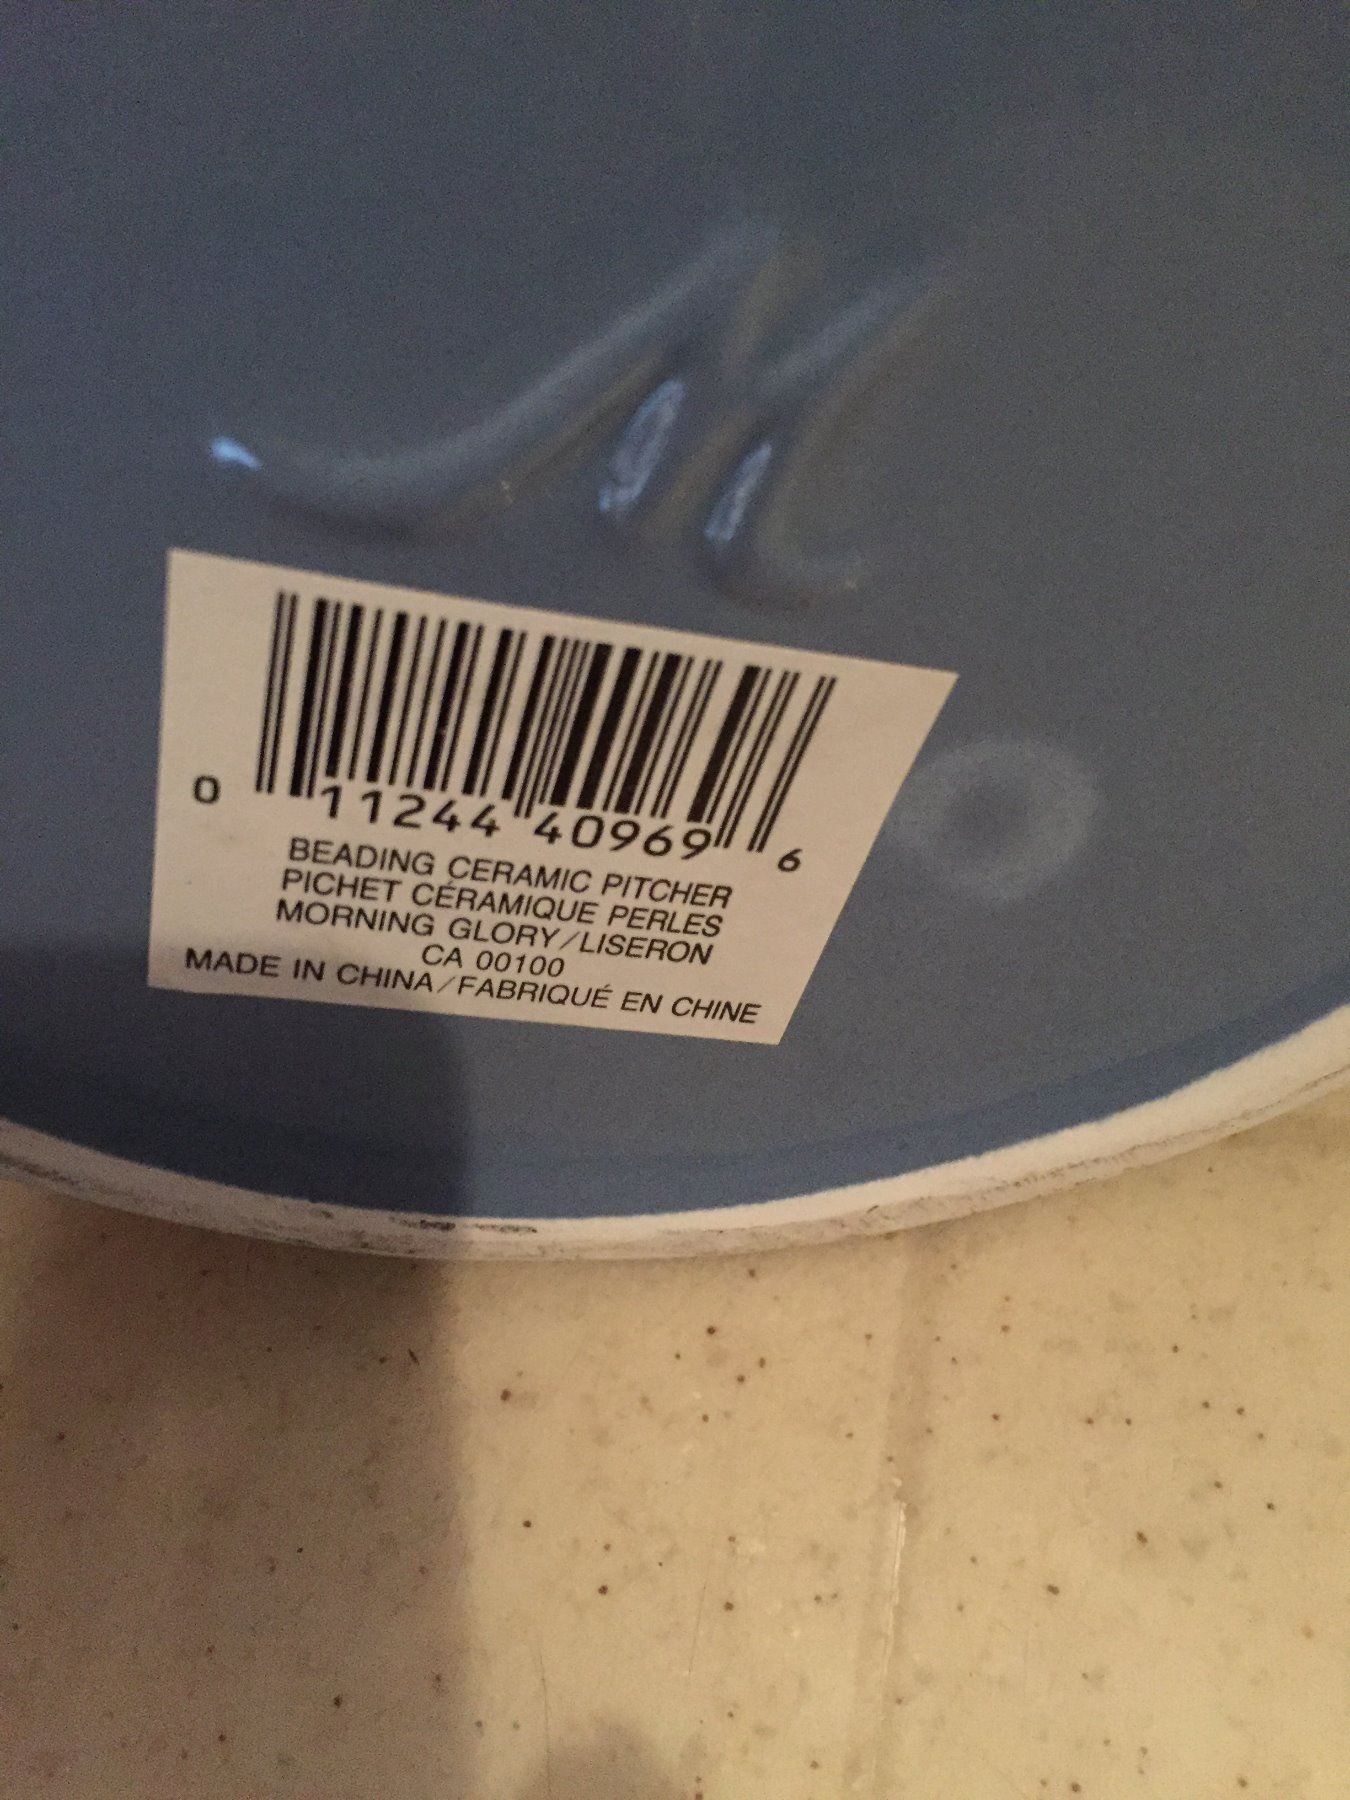 M
0 11244 40969 6
BEADING CERAMIC PITCHER
PICHET CÉRAMIQUE PERLES
MORNING GLORY/LISERON
CA 00100
MADE IN CHINA/FABRIQUÉ EN CHINE